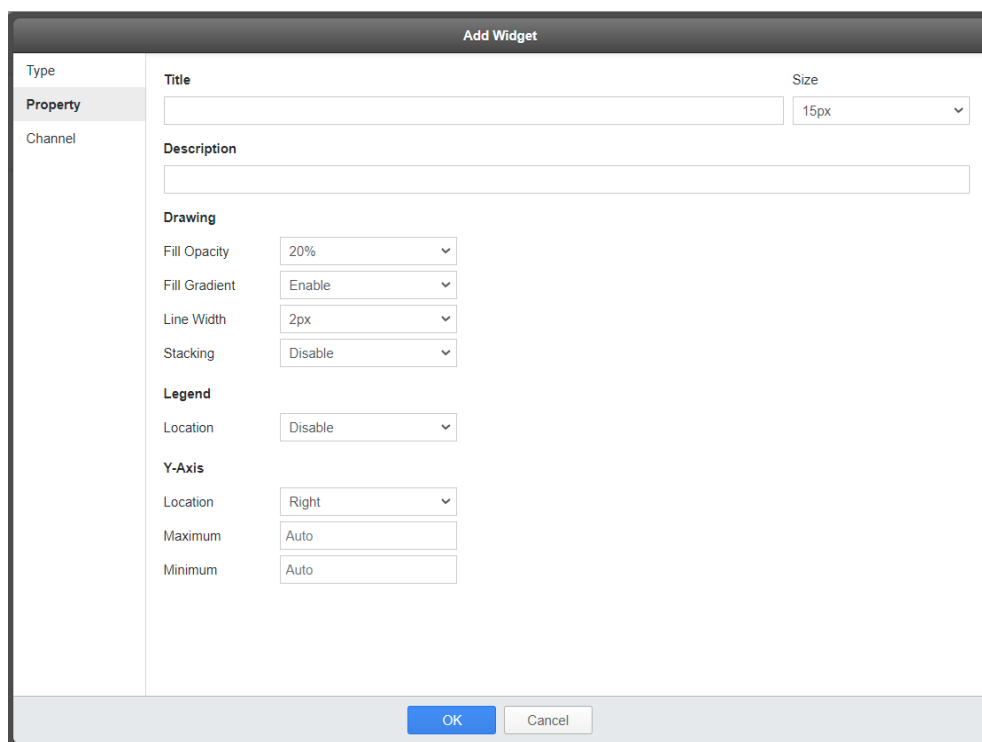 Add Widget
Type
Property
Channel
Title
Size
15px
Description
Drawing
Fill Opacity 20%
Fill Gradient Enable
Line Width 2px
Stacking Disable
Legend
Location Disable
Y-Axis
Location Right
Maximum Auto
Minimum Auto
OK Cancel